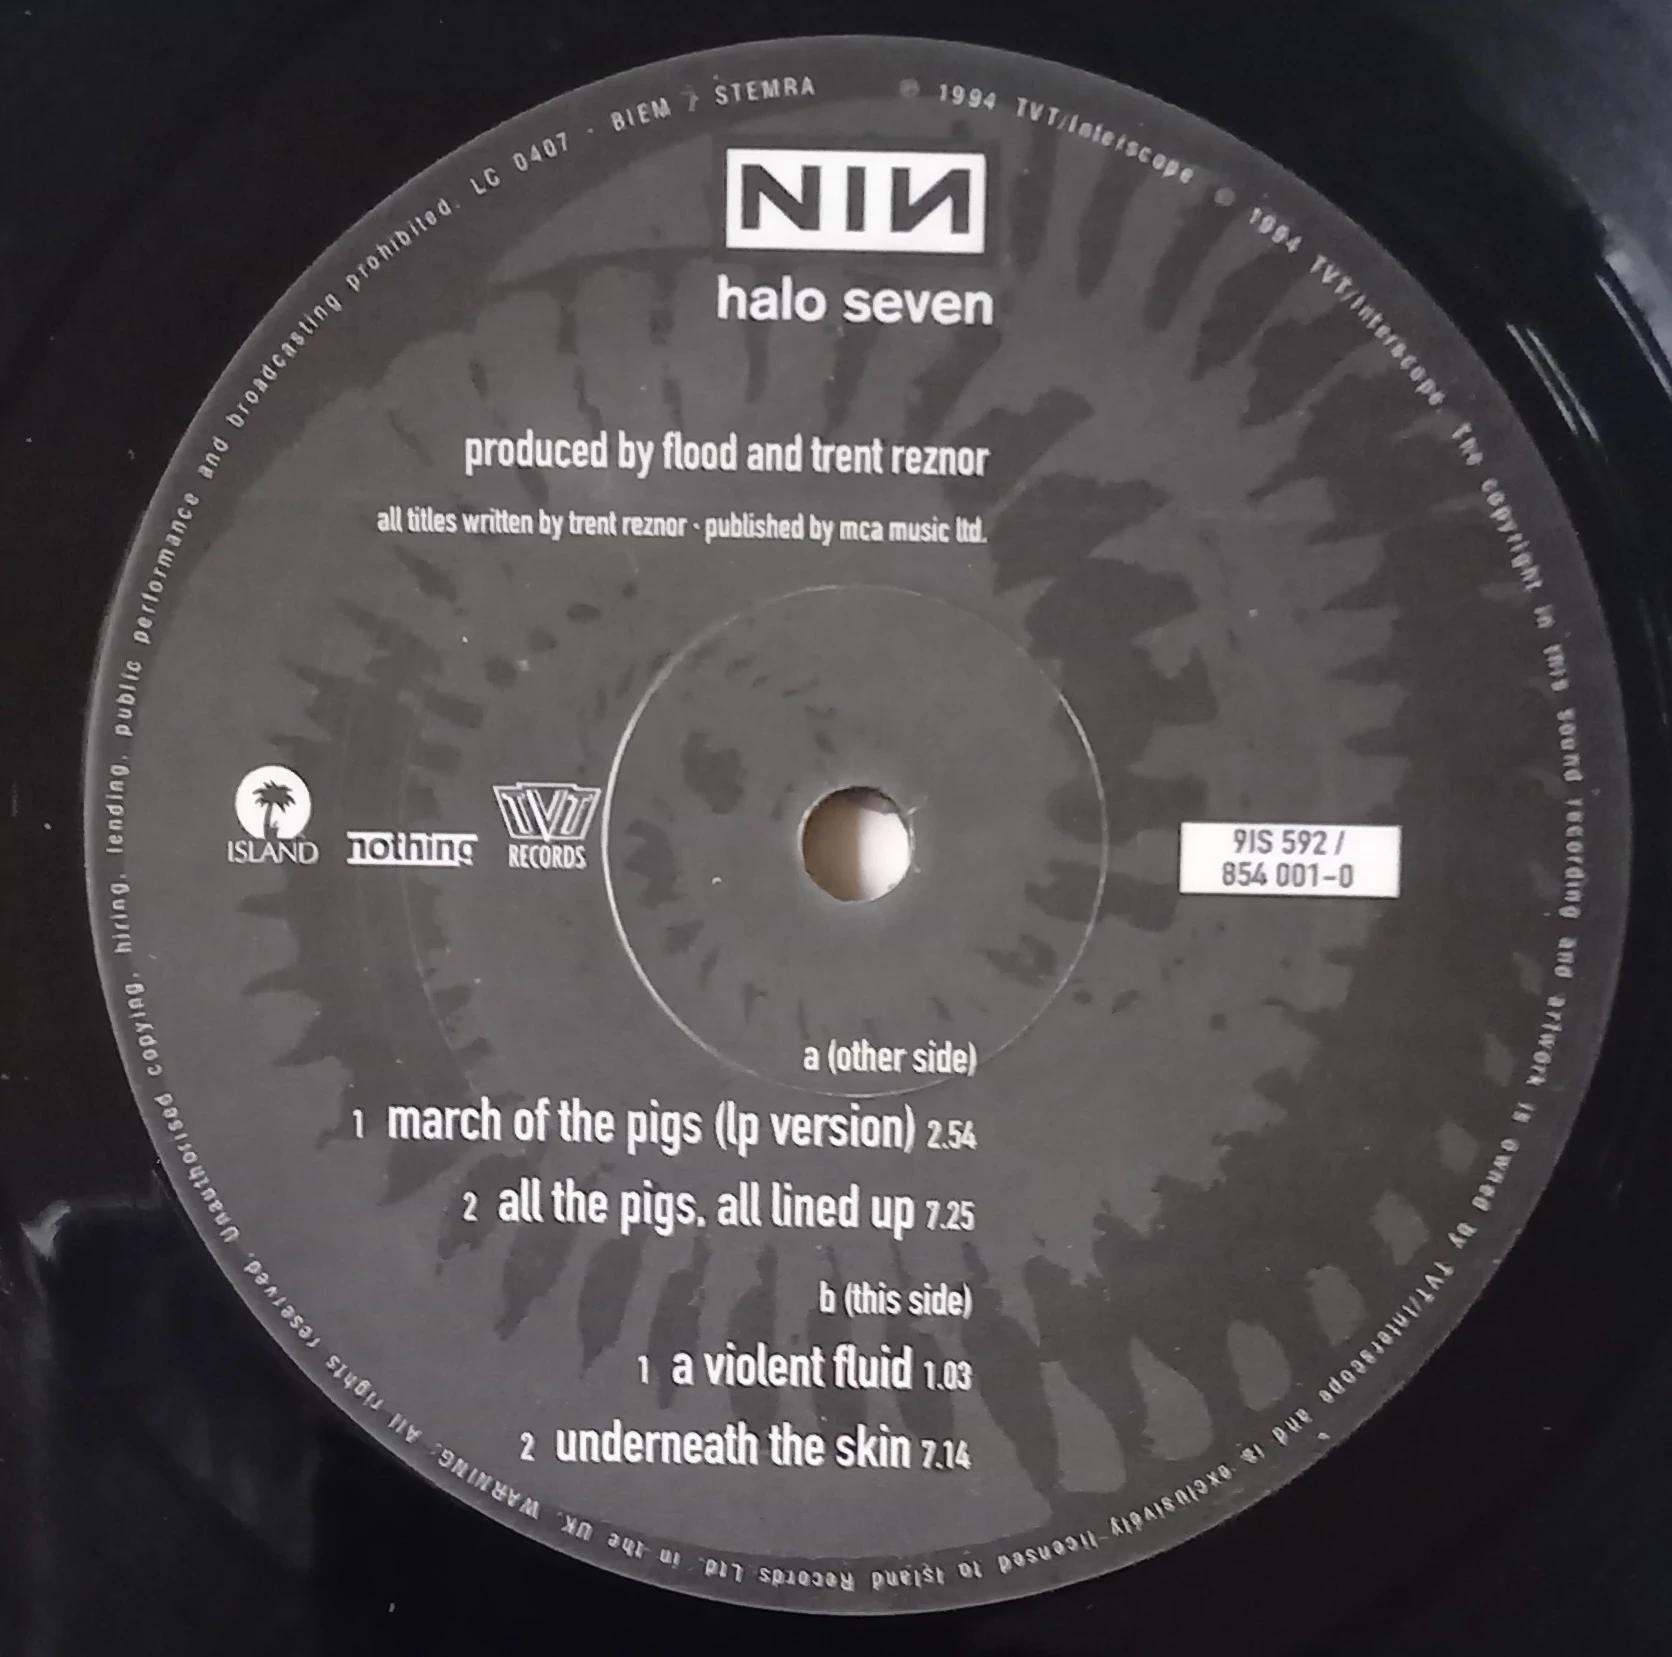 NIN
halo seven
produced by flood and trent reznor
all titles written by trent reznor · published by mca music ltd.
ISLAND
nothing
TVT
RECORDS
9IS 592 /
854 001-0
a (other side)
1 march of the pigs (lp version) 2.54
2 all the pigs, all lined up 7.25
b (this side)
1 a violent fluid 1.03
2 underneath the skin 7.14
℗ 1994 TVT/Interscope © 1994 TVT/Interscope. The copyright in this sound recording and artwork is owned by TVT/Interscope and is exclusively licensed to Island Records Ltd. in the UK. WARNING: All rights reserved. Unauthorised copying, hiring, lending, public performance and broadcasting prohibited. LC 0407 - BIEM / STEMRA